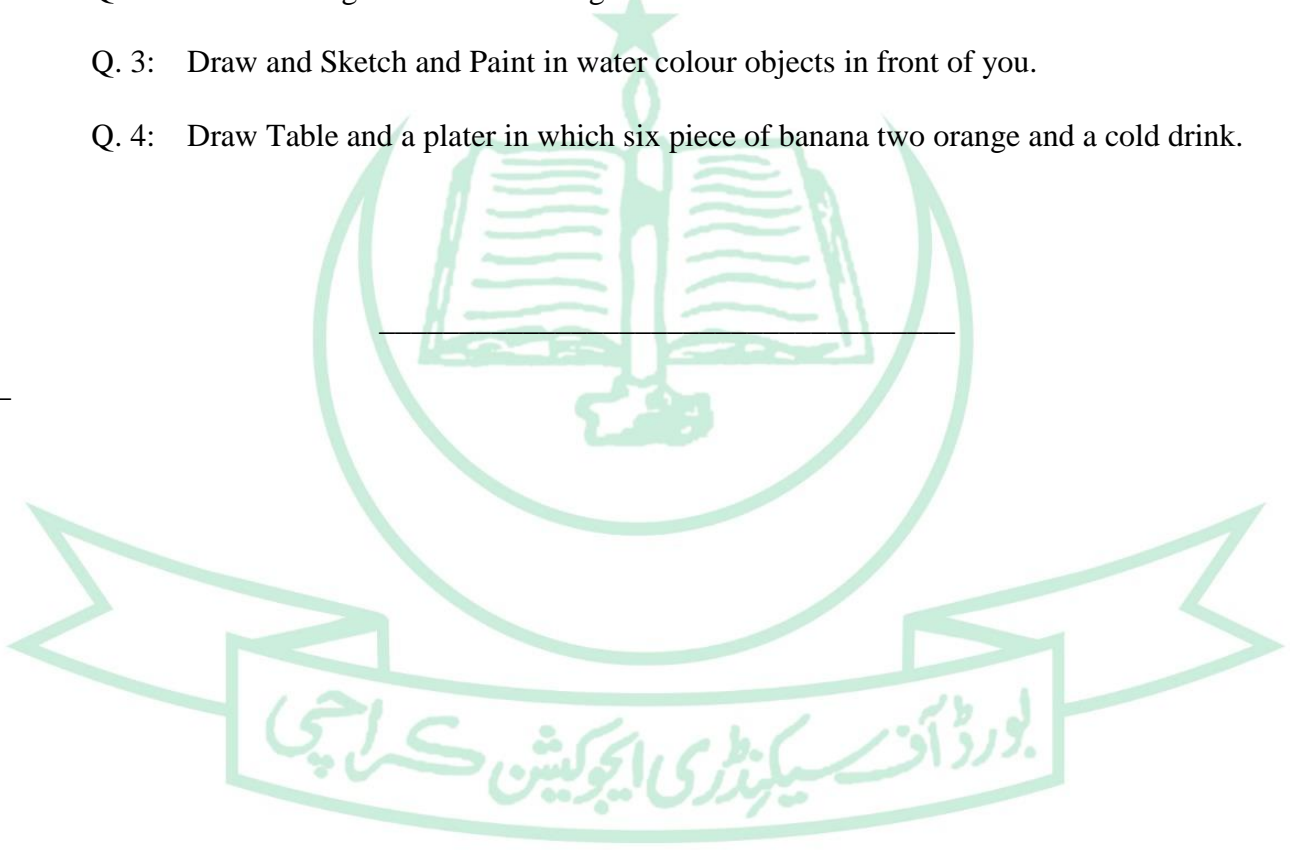 Q. 3: Draw and Sketch and Paint in water colour objects in front of you.
Q. 4: Draw Table and a plater in which six piece of banana two orange and a cold drink.
بورڈ آف سیکنڈری ایجوکیشن کراچی